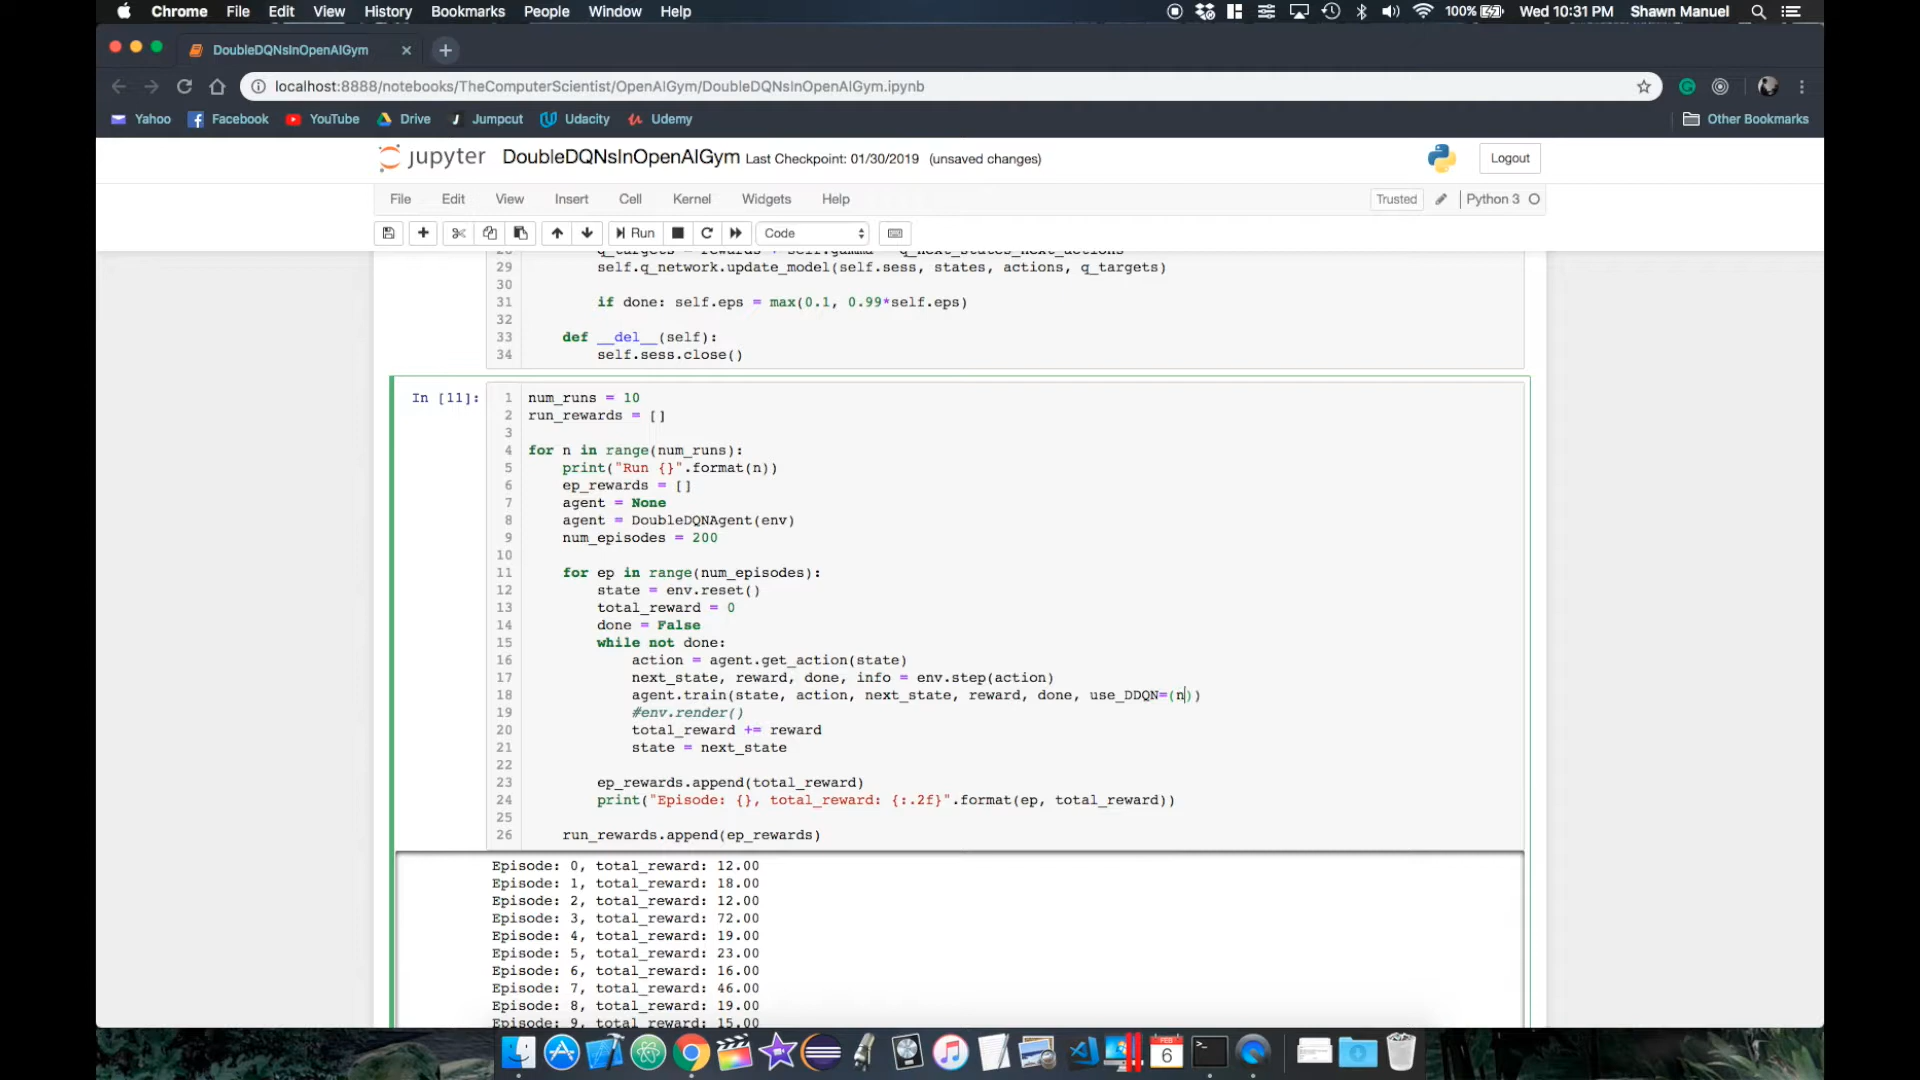 Chrome File Edit View History Bookmarks People Window Help 100% Wed 10:31 PM Shawn Manuel
DoubleDQNsInOpenAIGym
localhost:8888/notebooks/TheComputerScientist/OpenAIGym/DoubleDQNsInOpenAIGym.ipynb
Yahoo Facebook YouTube Drive Jumpcut Udacity Udemy Other Bookmarks
jupyter DoubleDQNsInOpenAIGym Last Checkpoint: 01/30/2019 (unsaved changes) Logout
File Edit View Insert Cell Kernel Widgets Help Trusted Python 3
Run Code
29 self.q_network.update_model(self.sess, states, actions, q_targets)
30
31 if done: self.eps = max(0.1, 0.99*self.eps)
32
33 def __del__(self):
34 self.sess.close()
In [11]:
1 num_runs = 10
2 run_rewards = []
3
4 for n in range(num_runs):
5 print("Run {}".format(n))
6 ep_rewards = []
7 agent = None
8 agent = DoubleDQNAgent(env)
9 num_episodes = 200
10
11 for ep in range(num_episodes):
12 state = env.reset()
13 total_reward = 0
14 done = False
15 while not done:
16 action = agent.get_action(state)
17 next_state, reward, done, info = env.step(action)
18 agent.train(state, action, next_state, reward, done, use_DDQN=(n))
19 #env.render()
20 total_reward += reward
21 state = next_state
22
23 ep_rewards.append(total_reward)
24 print("Episode: {}, total_reward: {:.2f}".format(ep, total_reward))
25
26 run_rewards.append(ep_rewards)
Episode: 0, total_reward: 12.00
Episode: 1, total_reward: 18.00
Episode: 2, total_reward: 12.00
Episode: 3, total_reward: 72.00
Episode: 4, total_reward: 19.00
Episode: 5, total_reward: 23.00
Episode: 6, total_reward: 16.00
Episode: 7, total_reward: 46.00
Episode: 8, total_reward: 19.00
Episode: 9, total_reward: 15.00
FEB
6